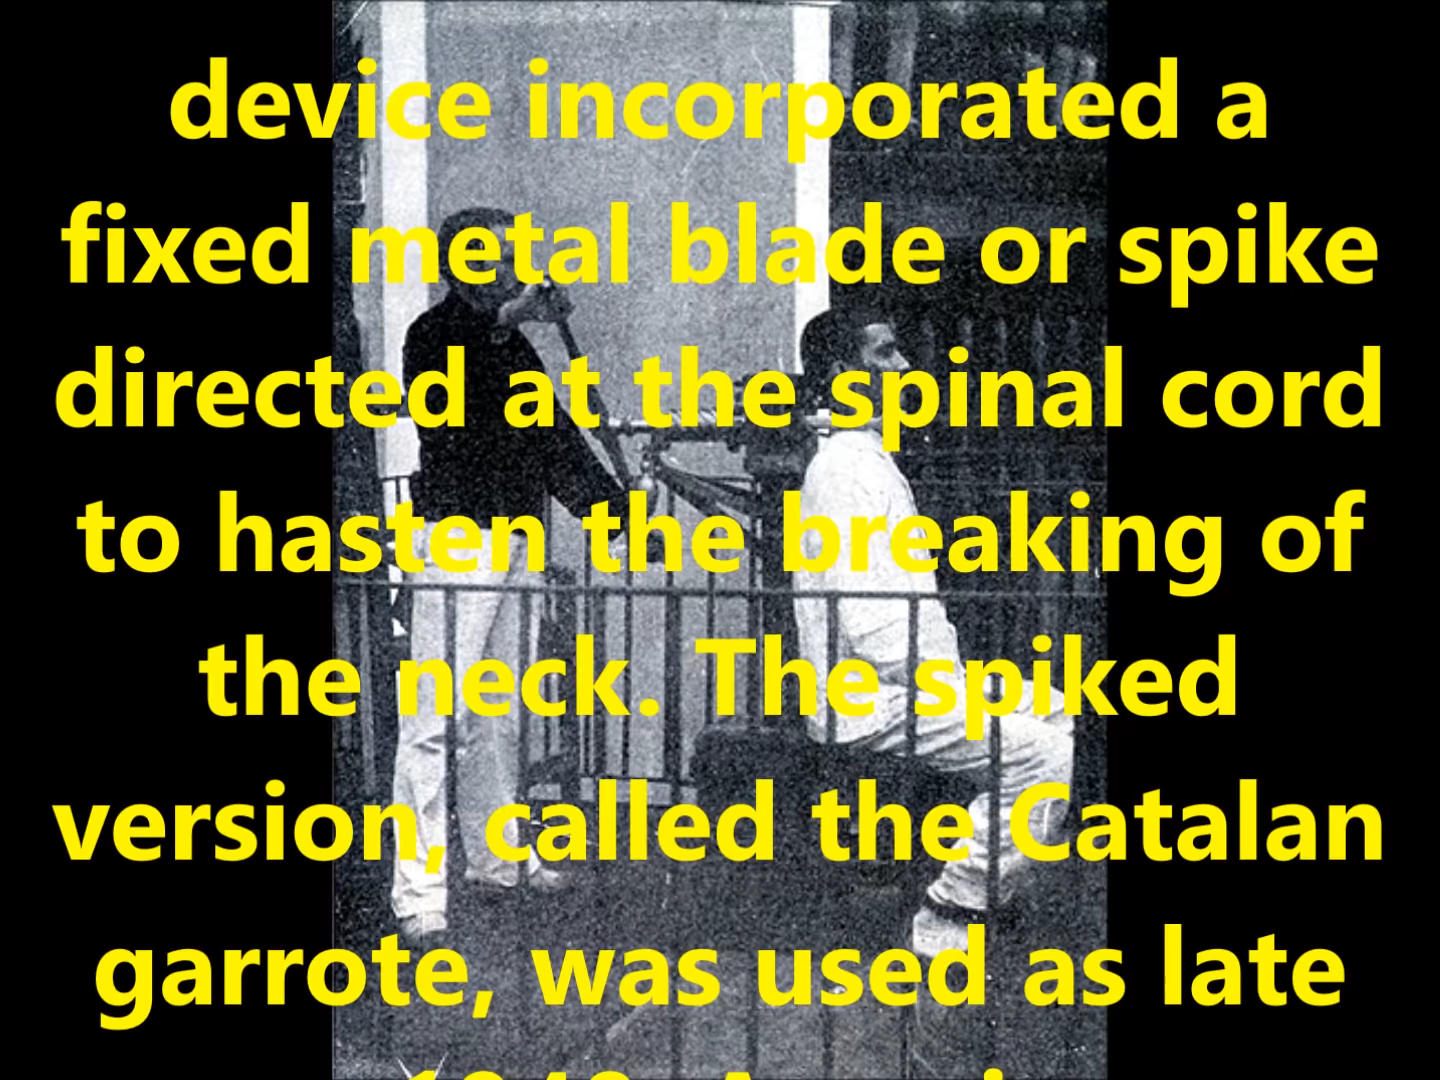 device incorporated a
fixed metal blade or spike
directed at the spinal cord
to hasten the breaking of
the neck. The spiked
version, called the Catalan
garrote, was used as late